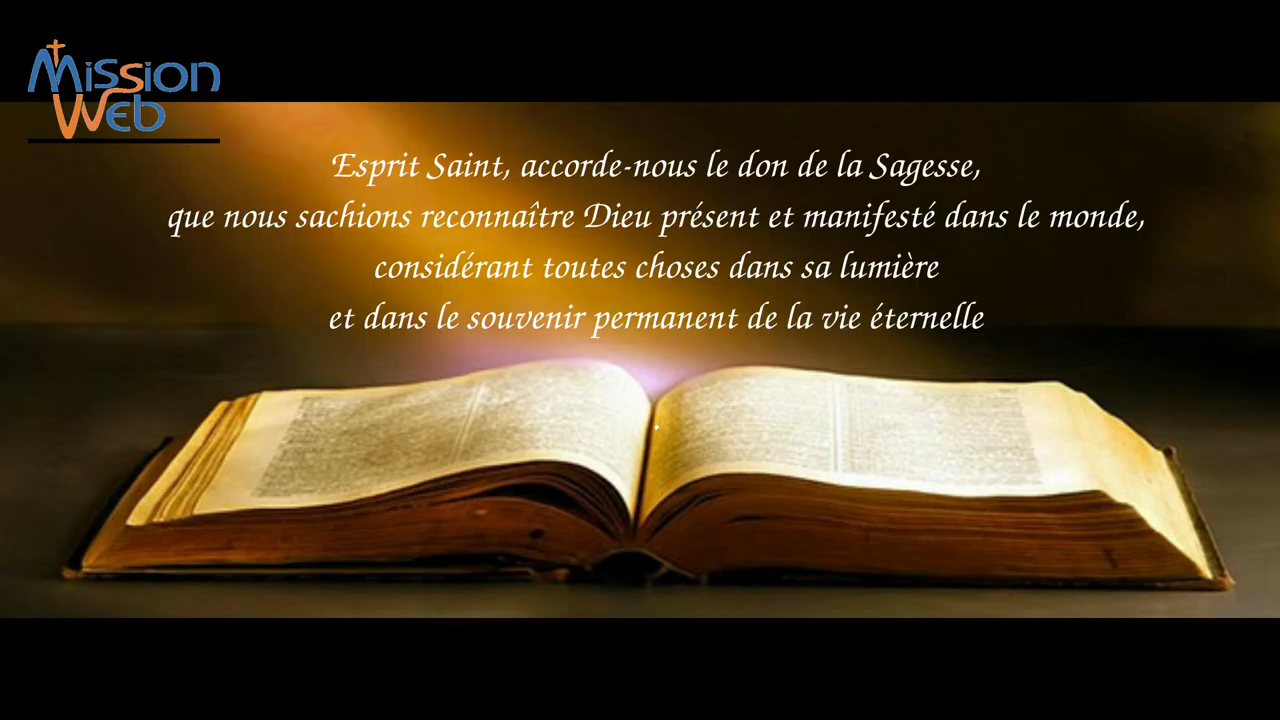 Mission
Web
Esprit Saint, accorde-nous le don de la Sagesse,
que nous sachions reconnaître Dieu présent et manifesté dans le monde,
considérant toutes choses dans sa lumière
et dans le souvenir permanent de la vie éternelle
.